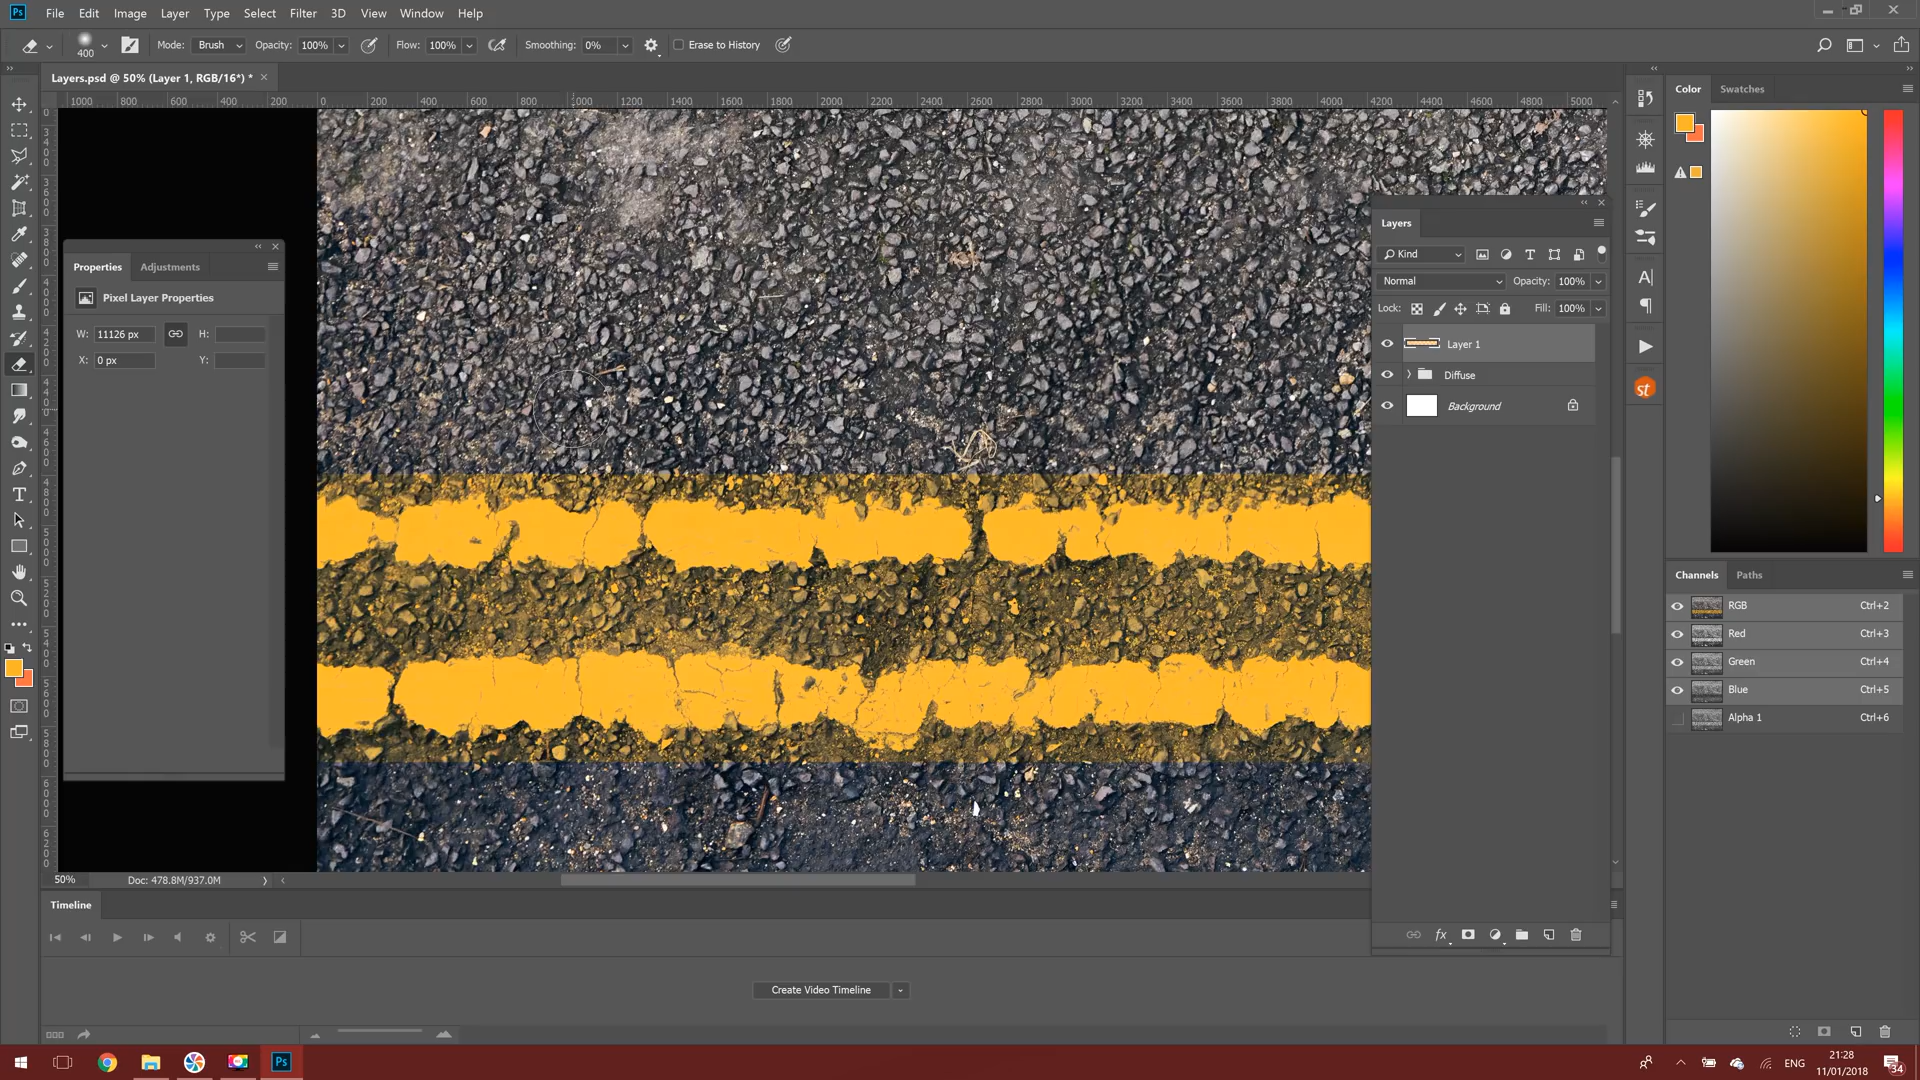 Ps File Edit Image Layer Type Select Filter 3D View Window Help
400 Mode: Brush Opacity: 100% Flow: 100% Smoothing: 0% Erase to History
Layers.psd @ 50% (Layer 1, RGB/16*) * ×
1000 800 600 400 200 0 200 400 600 800 1000 1200 1400 1600 1800 2000 2200 2400 2600 2800 3000 3200 3400 3600 3800 4000 4200 4400 4600 4800 5000
Properties Adjustments
Pixel Layer Properties
W: 11126 px H:
X: 0 px Y:
Layers
Kind
Normal Opacity: 100%
Lock: Fill: 100%
Layer 1
Diffuse
Background
Color Swatches
A
st
Channels Paths
RGB Ctrl+2
Red Ctrl+3
Green Ctrl+4
Blue Ctrl+5
Alpha 1 Ctrl+6
50% Doc: 478.8M/937.0M
Timeline
fx
Create Video Timeline
Ps
ENG
21:28
11/01/2018
34